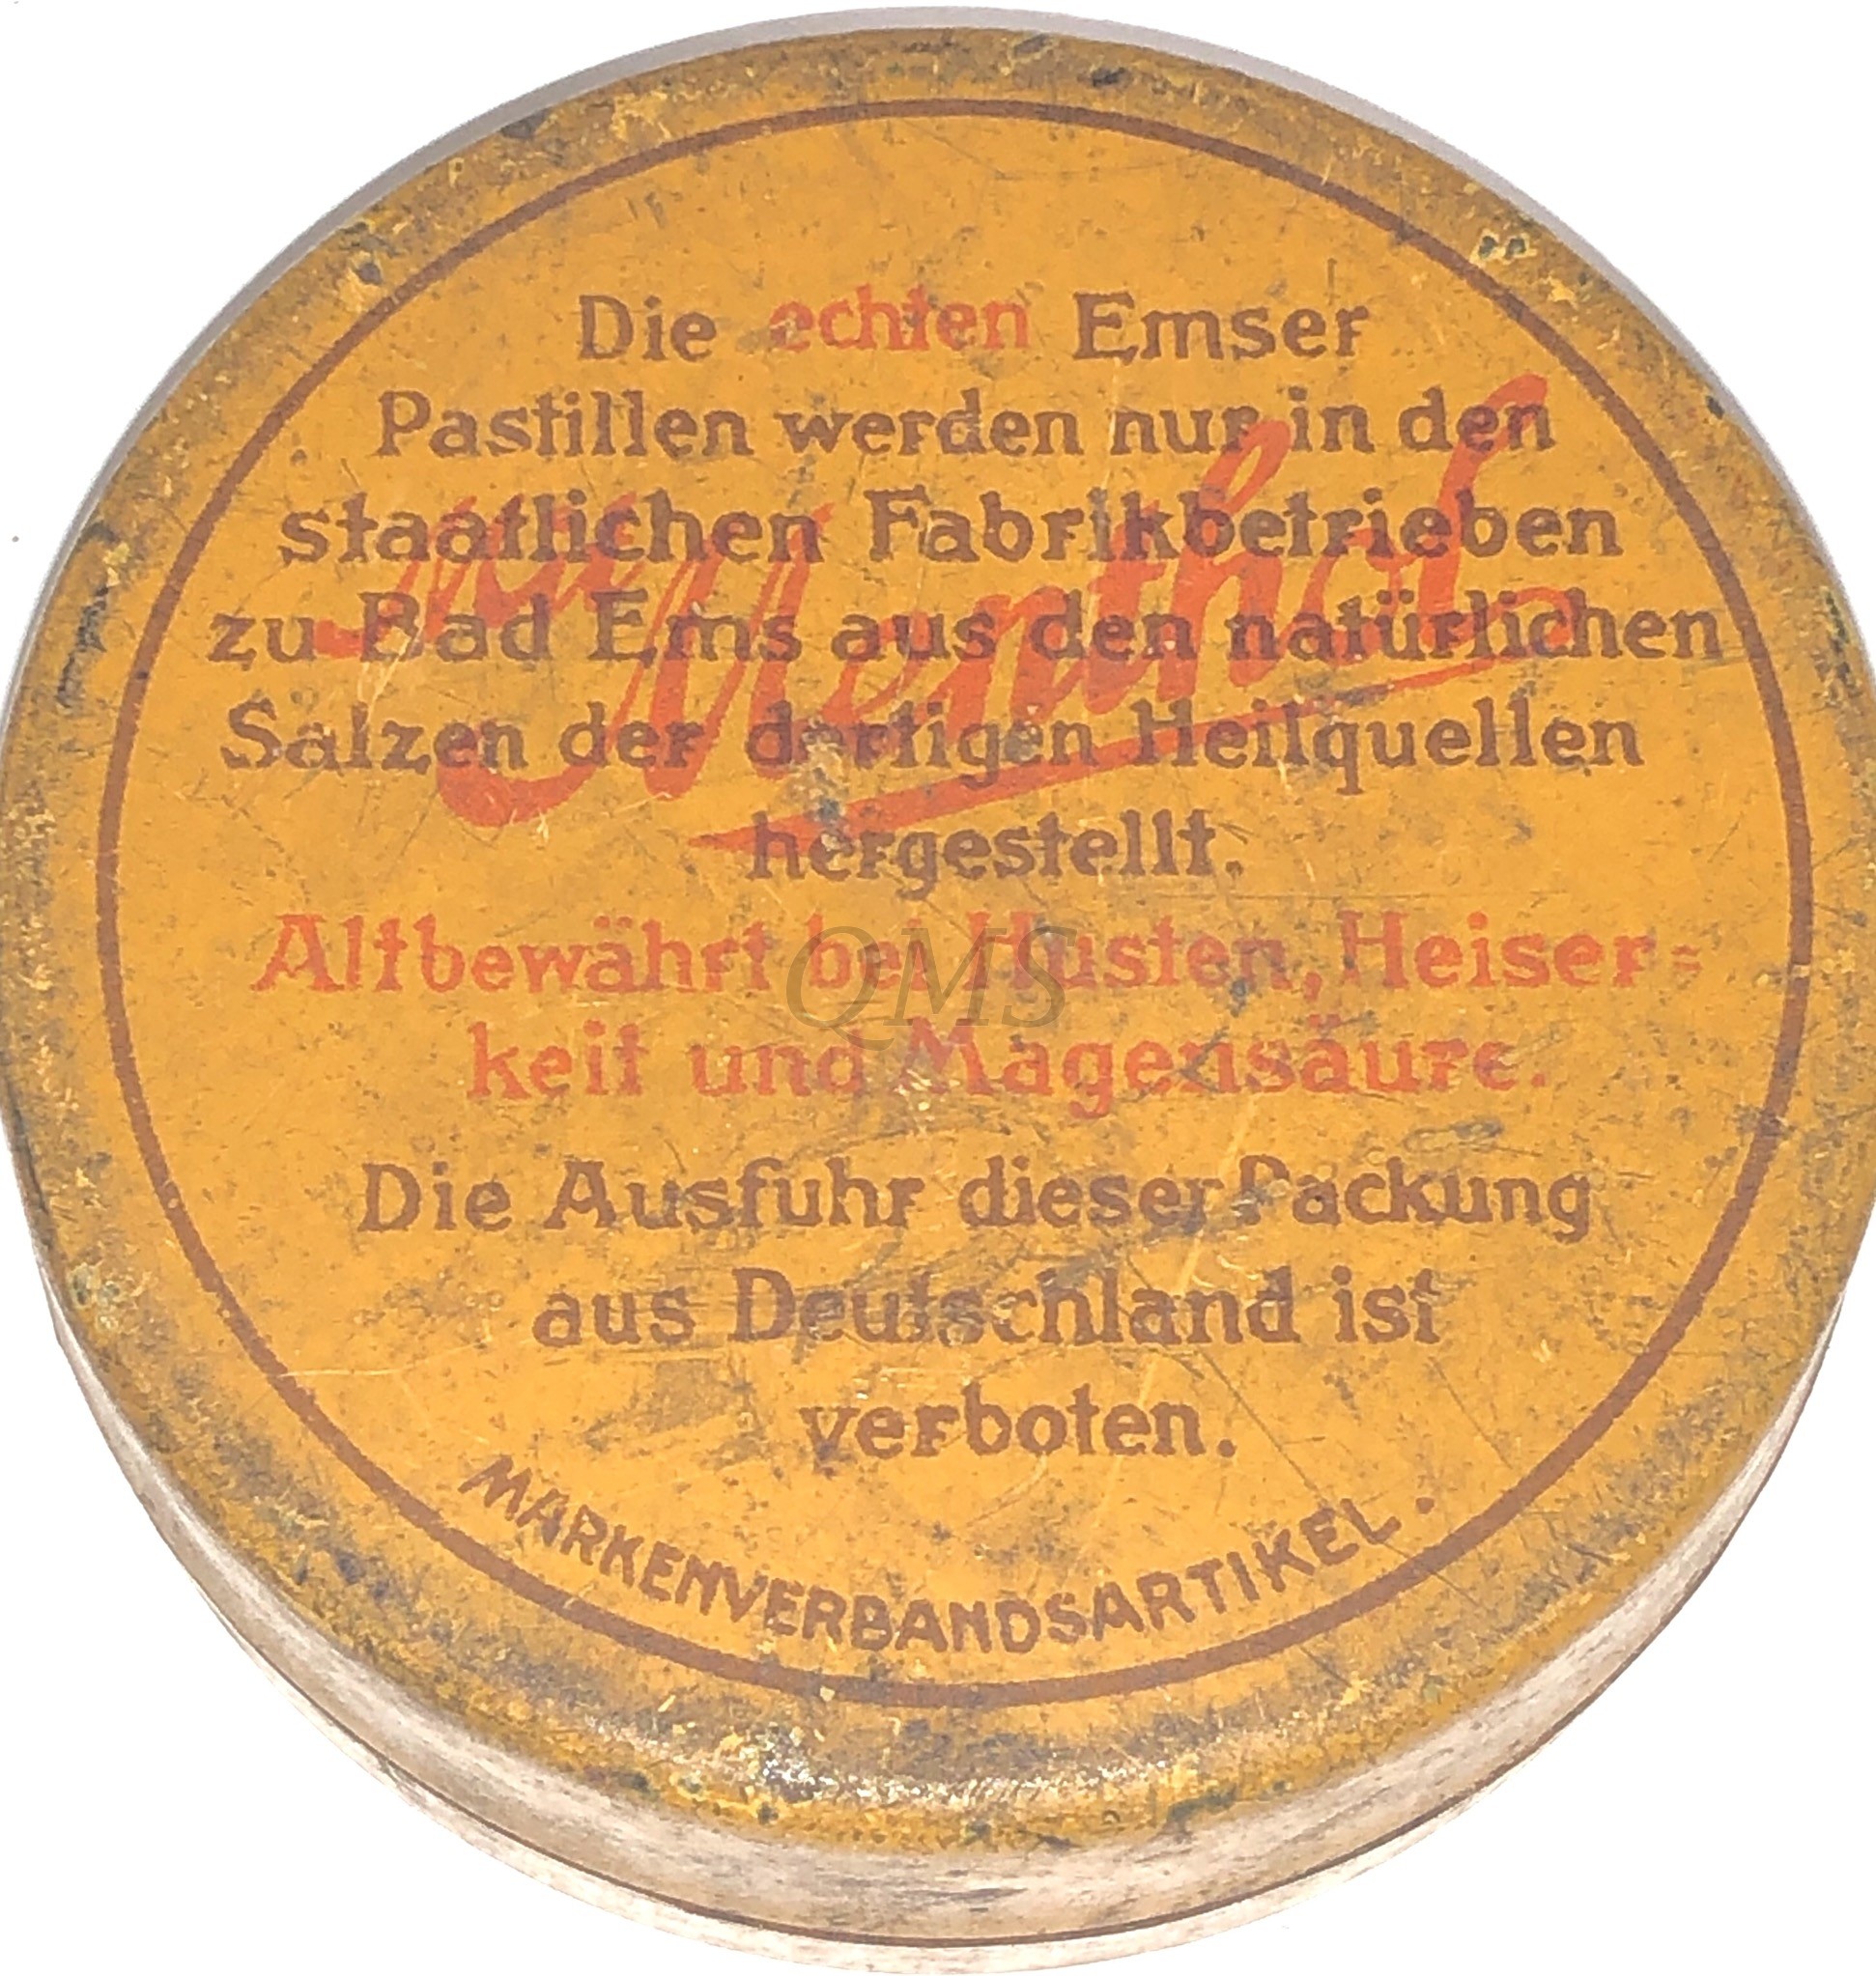 Die echten Emser
Pastillen werden nur in den
staatlichen Fabrikbetrieben
zu Bad Ems aus den natürlichen
Salzen der dortigen Heilquellen
hergestellt.
Mit Menthol
Altbewährt bei Husten, Heiser=
keit und Magensäure.
QMS
Die Ausfuhr dieser Packung
aus Deutschland ist
verboten.
MARKENVERBANDSARTIKEL.